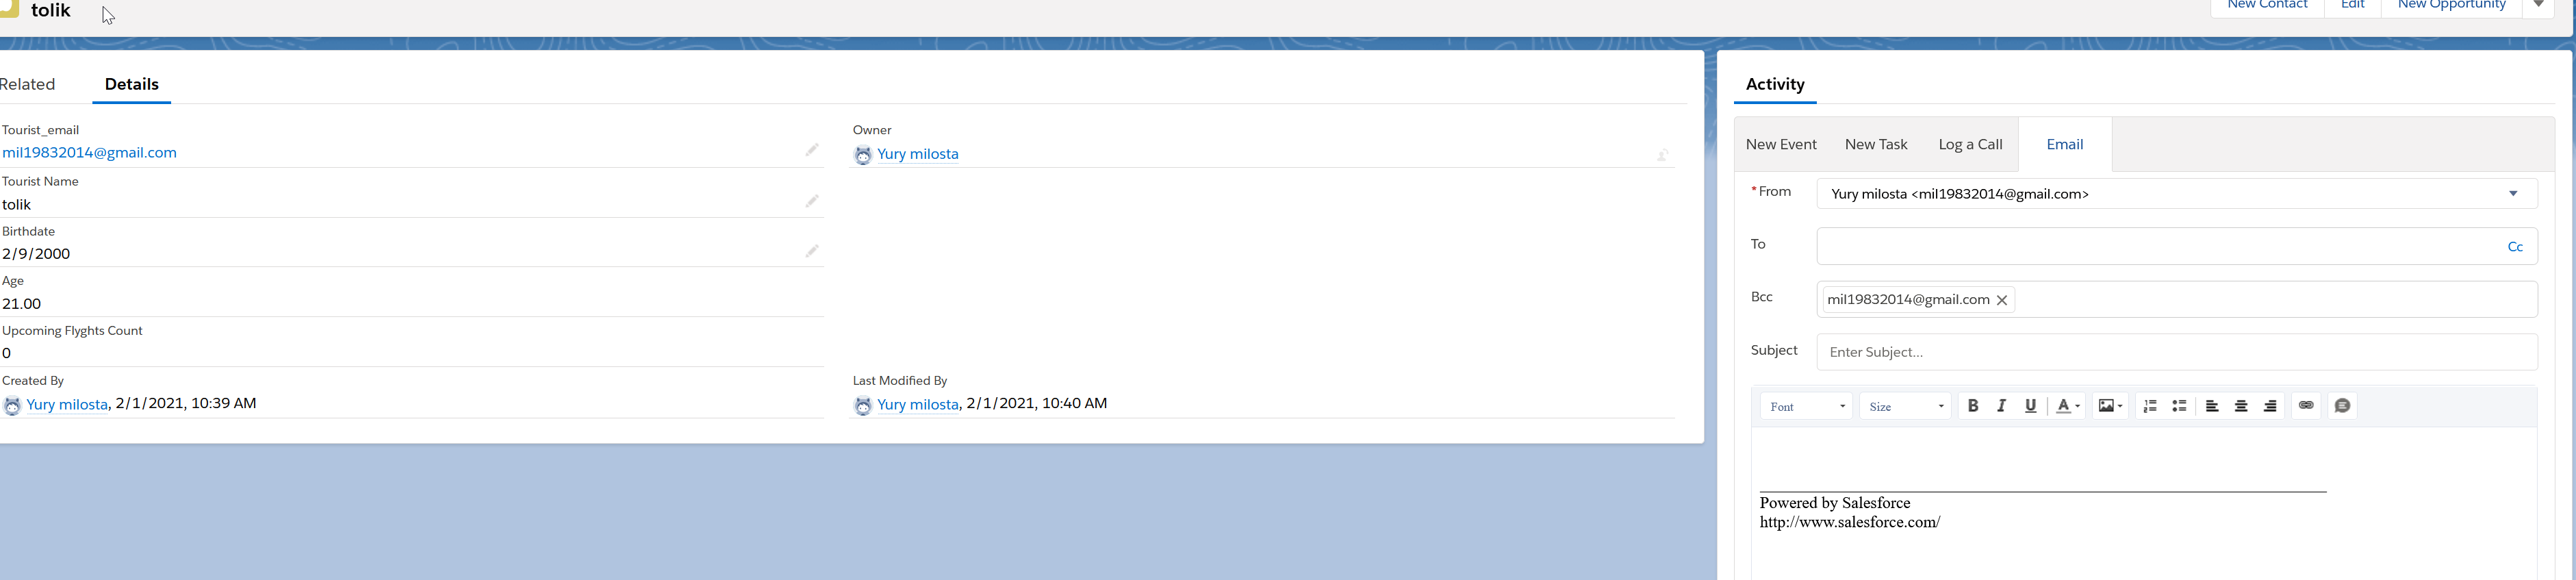 tolik
New Contact
Edit
New Opportunity
Related
Details
Tourist_email
mil19832014@gmail.com
Tourist Name
tolik
Birthdate
2/9/2000
Age
21.00
Upcoming Flyghts Count
0
Created By
Yury milosta, 2/1/2021, 10:39 AM
Owner
Yury milosta
Last Modified By
Yury milosta, 2/1/2021, 10:40 AM
Activity
New Event
New Task
Log a Call
Email
*From
Yury milosta <mil19832014@gmail.com>
To
Cc
Bcc
mil19832014@gmail.com
Subject
Enter Subject...
Font
Size
B I U A
Powered by Salesforce
http://www.salesforce.com/